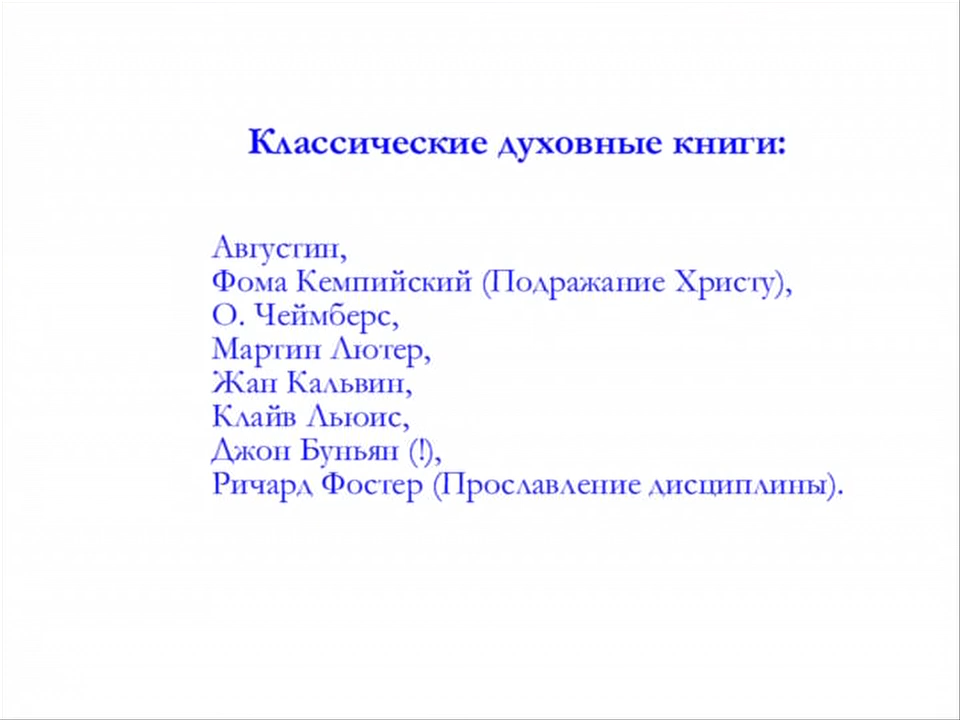 Классические духовные книги:
Августин,
Фома Кемпийский (Подражание Христу),
О. Чеймберс,
Мартин Лютер,
Жан Кальвин,
Клайв Льюис,
Джон Буньян (!),
Ричард Фостер (Прославление дисциплины).